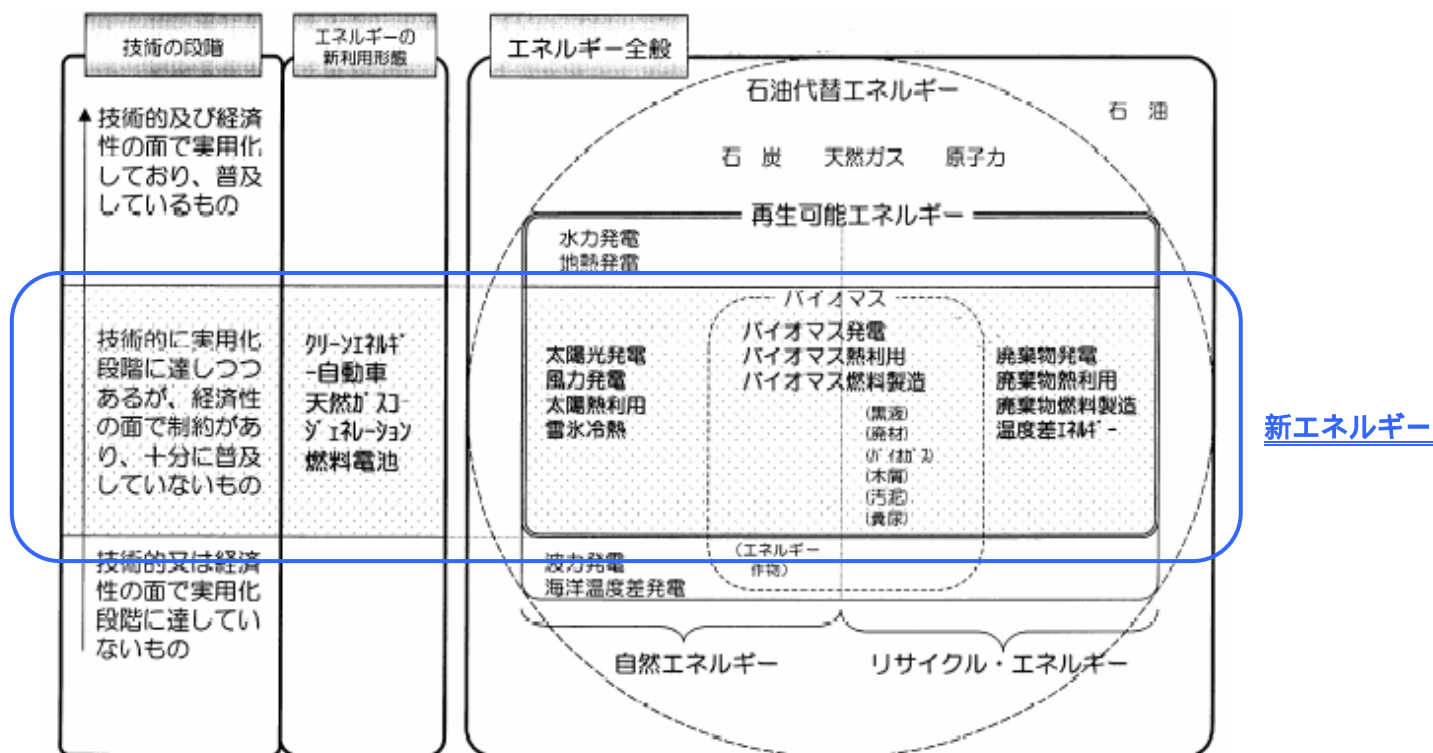 技術の段階
エネルギーの
新利用形態
エネルギー全般
技術的及び経済
性の面で実用化
しており、普及
しているもの
技術的に実用化
段階に達しつつ
あるが、経済性
の面で制約があ
り、十分に普及
していないもの
技術的又は経済
性の面で実用化
段階に達してい
ないもの
クリーンエネルギ
ー自動車
天然ガスコー
ジェネレーション
燃料電池
石油代替エネルギー
石 油
石 炭 天然ガス 原子力
再生可能エネルギー
水力発電
地熱発電
太陽光発電
風力発電
太陽熱利用
雪氷冷熱
バイオマス
バイオマス発電
バイオマス熱利用
バイオマス燃料製造
(黒液)
(廃材)
(バイオガス)
(木屑)
(汚泥)
(糞尿)
廃棄物発電
廃棄物熱利用
廃棄物燃料製造
温度差エネルギー
波力発電
海洋温度差発電
(エネルギー
作物)
自然エネルギー
リサイクル・エネルギー
新エネルギー